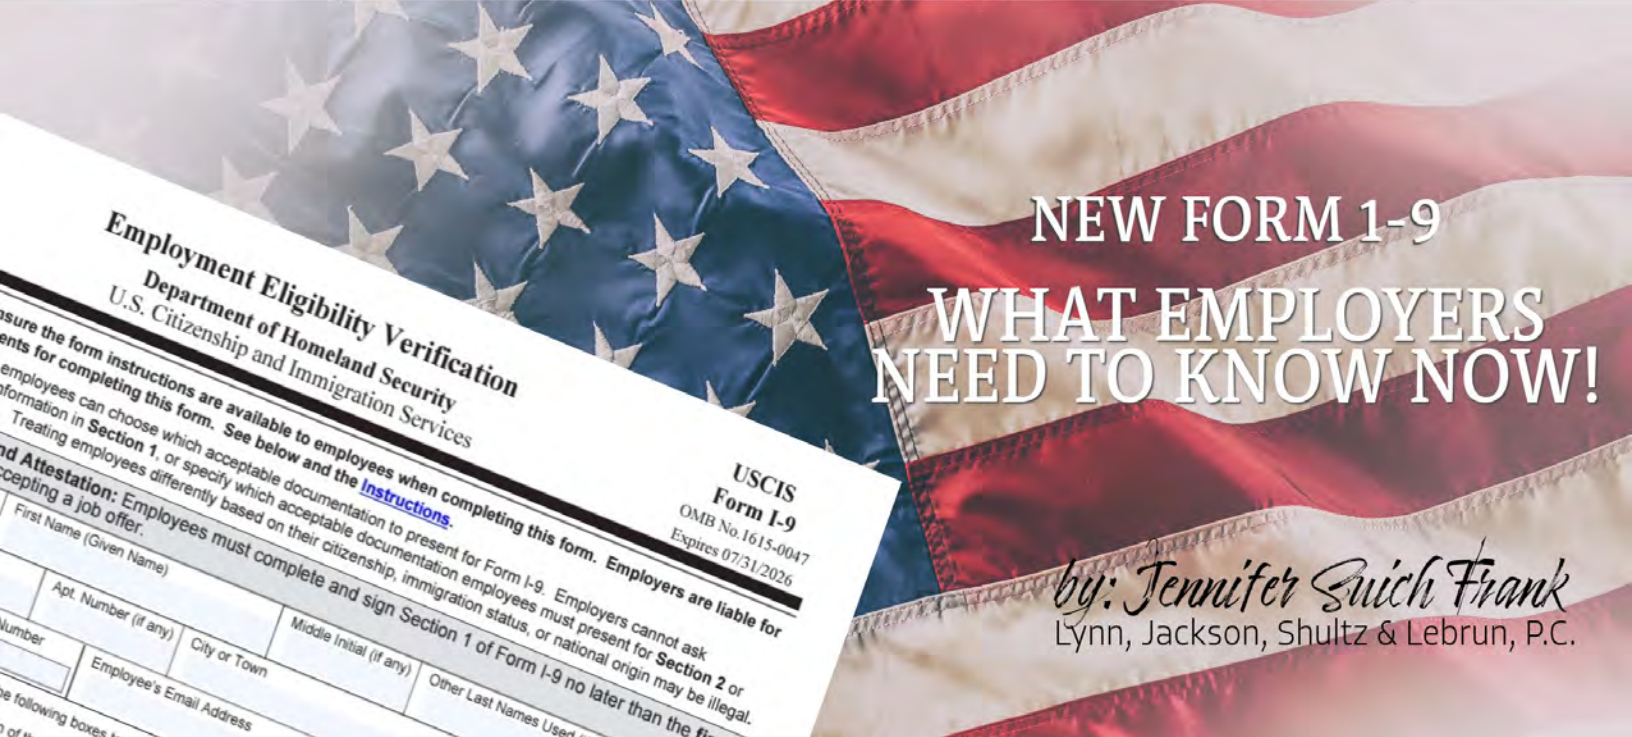 Employment Eligibility Verification
Department of Homeland Security
U.S. Citizenship and Immigration Services
USCIS
Form I-9
OMB No.1615-0047
Expires 07/31/2026
the form instructions are available to employees when completing this form. Employers are liable for
for completing this form. See below and the Instructions.
employees can choose which acceptable documentation to present for Form I-9. Employers cannot ask
in Section 1, or specify which acceptable documentation employees must present for Section 2 or
Treating employees differently based on their citizenship, immigration status, or national origin may be illegal.
Attestation: Employees must complete and sign Section 1 of Form I-9 no later than the
a job offer.
First Name (Given Name)
Middle Initial (if any)
Other Last Names Used
Apt. Number (if any)
City or Town
Number
Employee's Email Address
following boxes
NEW FORM 1-9
WHAT EMPLOYERS
NEED TO KNOW NOW!
by: Jennifer Suich Frank
Lynn, Jackson, Shultz & Lebrun, P.C.